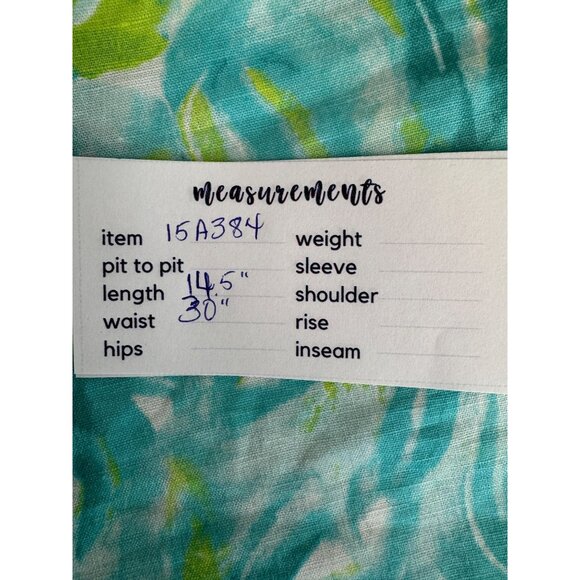 measurements
item 15A384 weight
pit to pit sleeve
length 14.5" shoulder
waist 30" rise
hips inseam